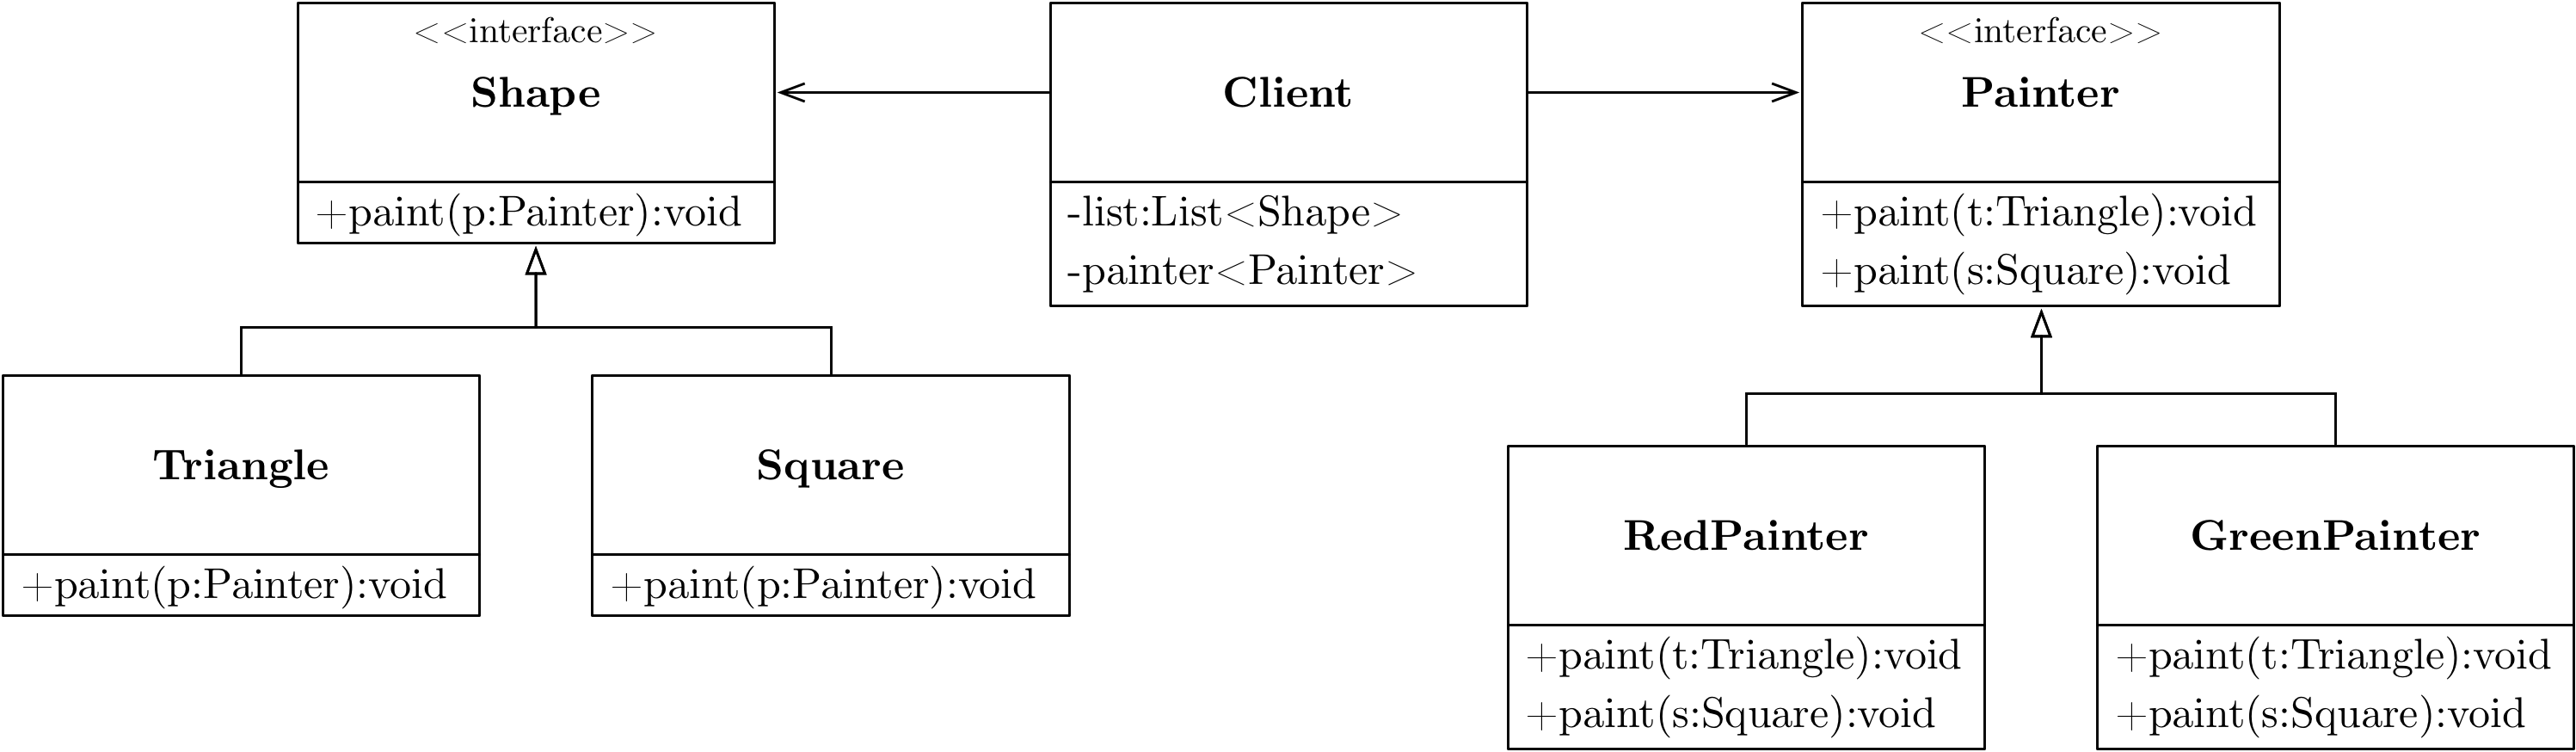 <<interface>>
Shape
+paint(p:Painter):void
Client
-list:List<Shape>
-painter<Painter>
<<interface>>
Painter
+paint(t:Triangle):void
+paint(s:Square):void
Triangle
+paint(p:Painter):void
Square
+paint(p:Painter):void
RedPainter
+paint(t:Triangle):void
+paint(s:Square):void
GreenPainter
+paint(t:Triangle):void
+paint(s:Square):void